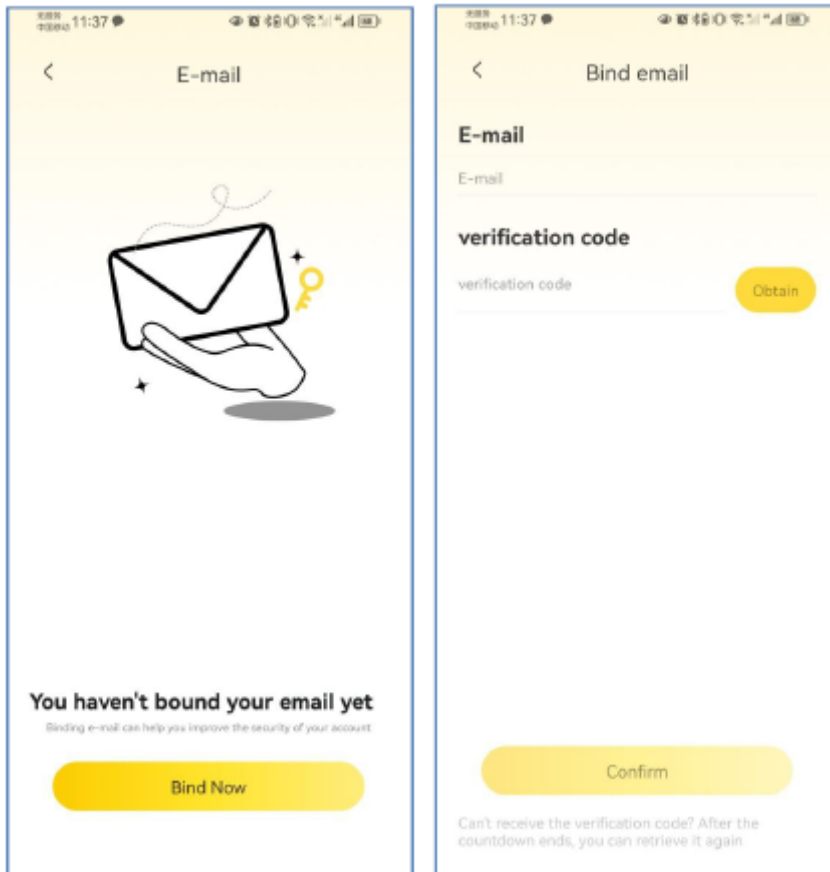 11:37
E-mail
You haven't bound your email yet
Binding e-mail can help you improve the security of your account
Bind Now
11:37
Bind email
E-mail
E-mail
verification code
verification code
Obtain
Confirm
Can't receive the verification code? After the
countdown ends, you can retrieve it again